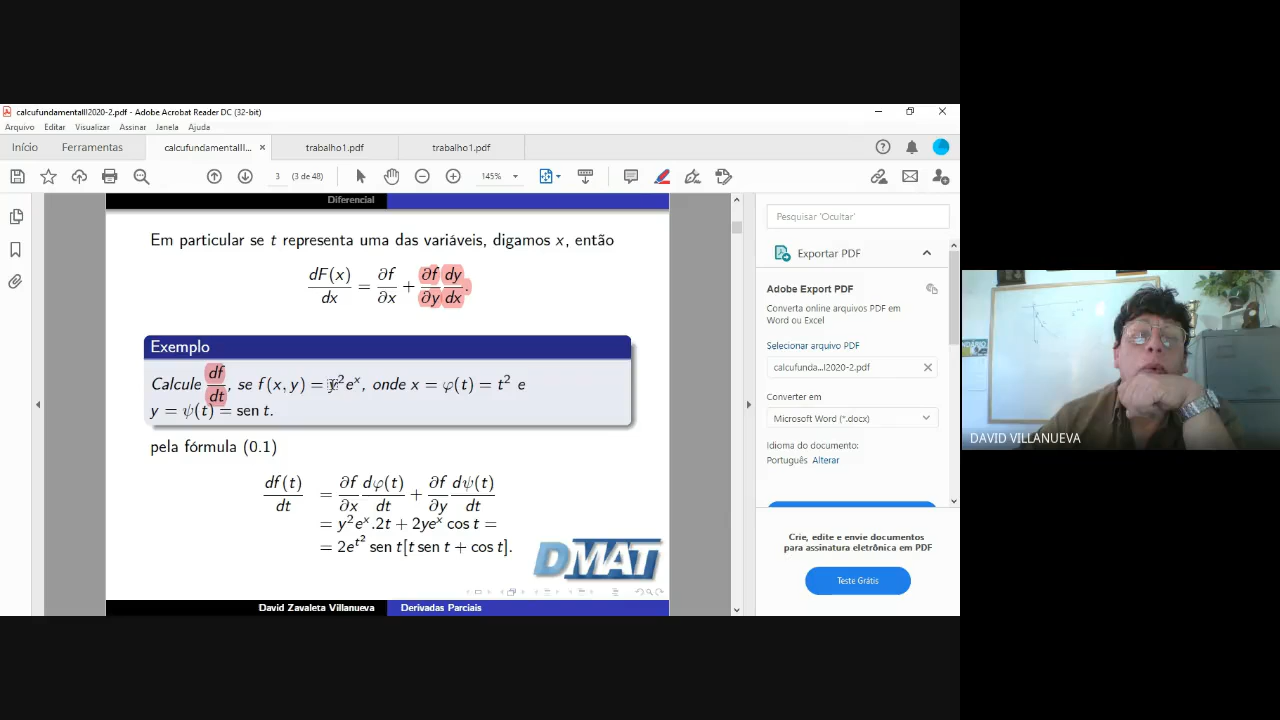 calcufundamentalII2020-2.pdf - Adobe Acrobat Reader DC (32-bit)
Arquivo Editar Visualizar Assinar Janela Ajuda
Início Ferramentas calcufundamentalII... × trabalho1.pdf trabalho1.pdf
3 (3 de 48) 145%
Diferencial
Em particular se t representa uma das variáveis, digamos x, então
dF(x)/dx = ∂f/∂x + ∂f/∂y dy/dx.
Exemplo
Calcule df/dt, se f(x, y) = y²eˣ, onde x = φ(t) = t² e
y = ψ(t) = sen t.
pela fórmula (0.1)
df(t)/dt = ∂f/∂x dφ(t)/dt + ∂f/∂y dψ(t)/dt
= y²eˣ.2t + 2yeˣ cos t =
= 2e^{t²} sen t[t sen t + cos t].
DMAT
David Zavaleta Villanueva Derivadas Parciais
Pesquisar 'Ocultar'
Exportar PDF
Adobe Export PDF
Converta online arquivos PDF em
Word ou Excel
Selecionar arquivo PDF
calcufunda...l2020-2.pdf ×
Converter em
Microsoft Word (*.docx)
Idioma do documento:
Português Alterar
Crie, edite e envie documentos
para assinatura eletrônica em PDF
Teste Grátis
DAVID VILLANUEVA